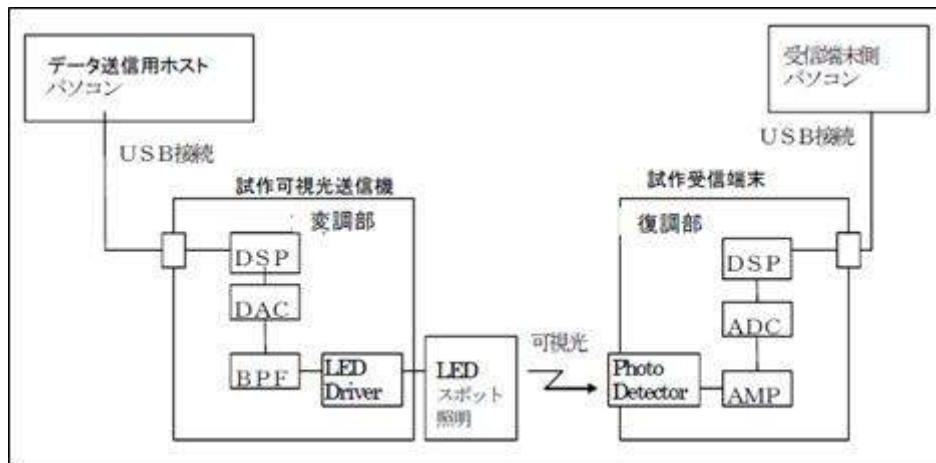 データ送信用ホスト
パソコン
USB接続
試作可視光送信機
変調部
DSP
DAC
BPF
LED
Driver
LED
スポット
照明
可視光
受信端末側
パソコン
USB接続
試作受信端末
復調部
DSP
ADC
AMP
Photo
Detector